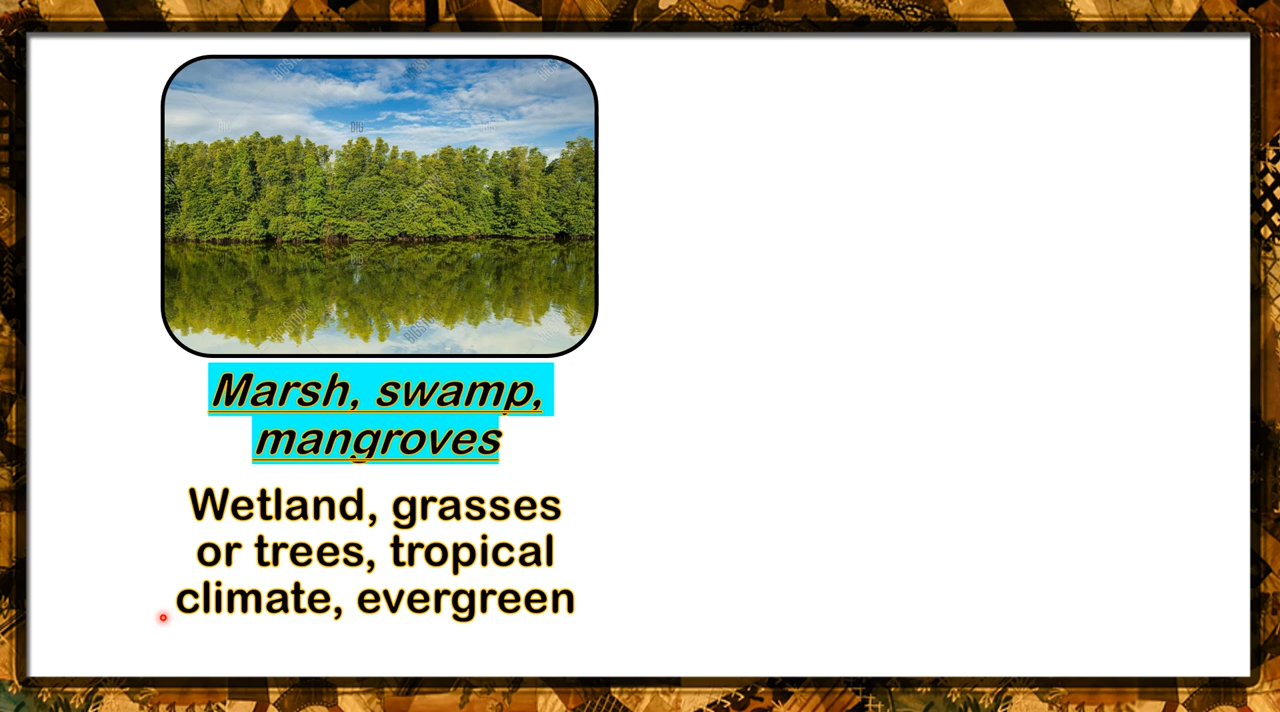 Marsh, swamp,
mangroves
Wetland, grasses
or trees, tropical
climate, evergreen